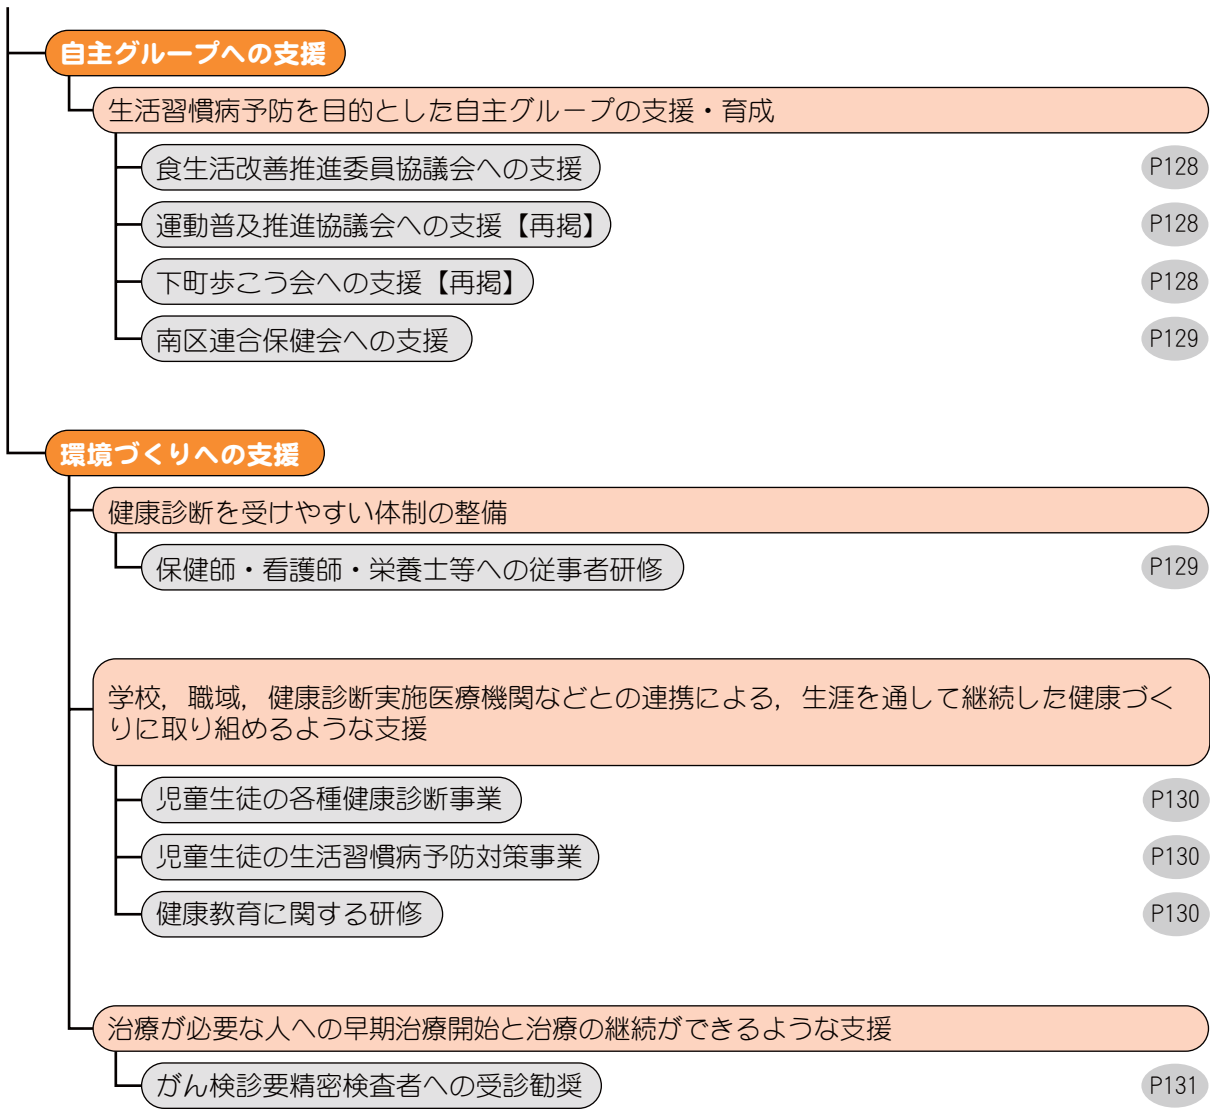 自主グループへの支援
生活習慣病予防を目的とした自主グループの支援・育成
食生活改善推進委員協議会への支援 P128
運動普及推進協議会への支援【再掲】 P128
下町歩こう会への支援【再掲】 P128
南区連合保健会への支援 P129
環境づくりへの支援
健康診断を受けやすい体制の整備
保健師・看護師・栄養士等への従事者研修 P129
学校，職域，健康診断実施医療機関などとの連携による，生涯を通して継続した健康づく
りに取り組めるような支援
児童生徒の各種健康診断事業 P130
児童生徒の生活習慣病予防対策事業 P130
健康教育に関する研修 P130
治療が必要な人への早期治療開始と治療の継続ができるような支援
がん検診要精密検査者への受診勧奨 P131